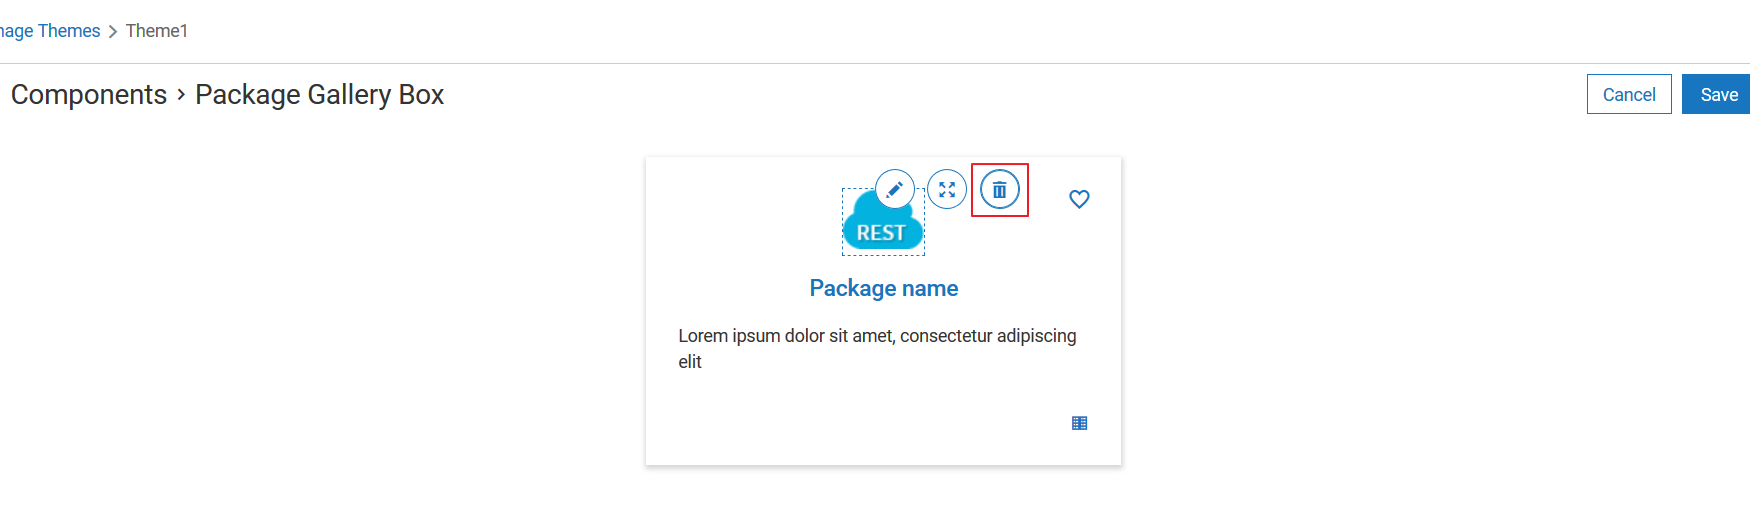 nage Themes > Theme1
Components > Package Gallery Box
Cancel
Save
REST
Package name
Lorem ipsum dolor sit amet, consectetur adipiscing
elit